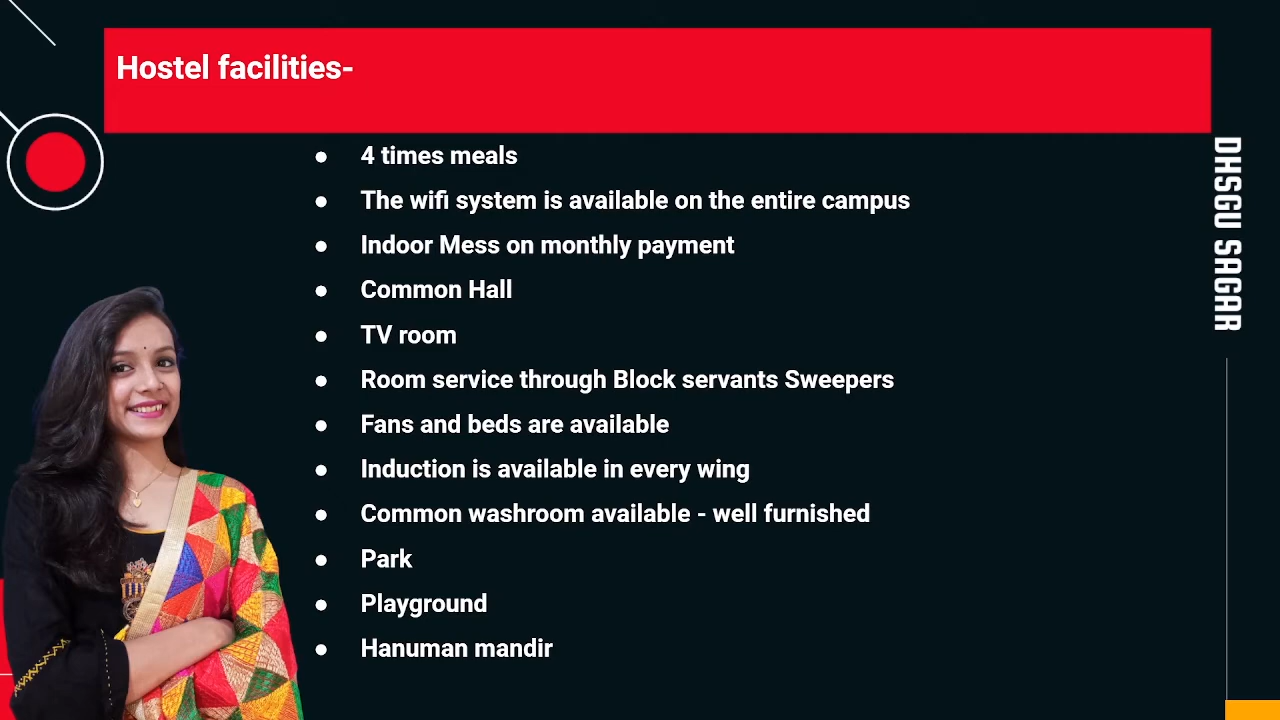 Hostel facilities-
● 4 times meals
● The wifi system is available on the entire campus
● Indoor Mess on monthly payment
● Common Hall
● TV room
● Room service through Block servants Sweepers
● Fans and beds are available
● Induction is available in every wing
● Common washroom available - well furnished
● Park
● Playground
● Hanuman mandir
DHSGU SAGAR